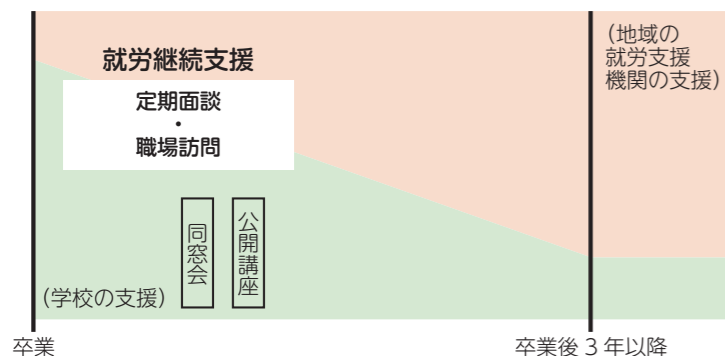 就労継続支援
定期面談
・
職場訪問
(地域の
就労支援
機関の支援)
同窓会
公開講座
(学校の支援)
卒業
卒業後 3 年以降